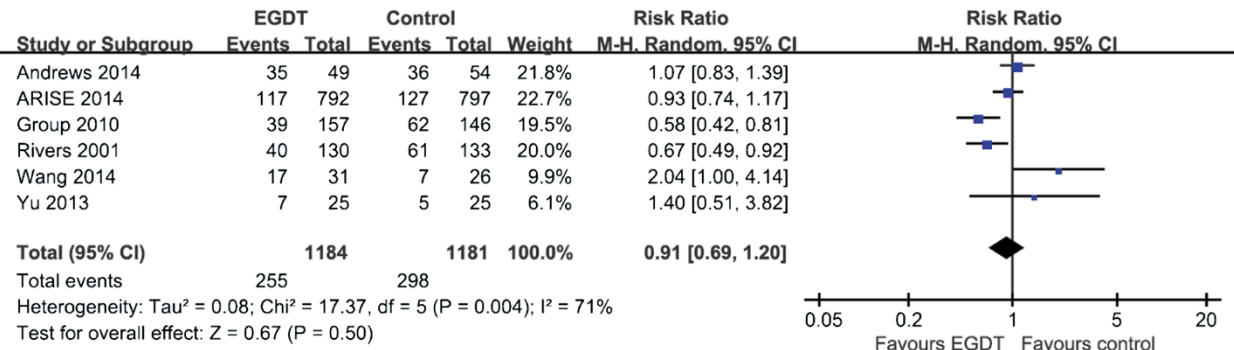 EGDT Control Risk Ratio Risk Ratio
Study or Subgroup Events Total Events Total Weight M-H. Random. 95% CI M-H. Random. 95% CI
Andrews 2014 35 49 36 54 21.8% 1.07 [0.83, 1.39]
ARISE 2014 117 792 127 797 22.7% 0.93 [0.74, 1.17]
Group 2010 39 157 62 146 19.5% 0.58 [0.42, 0.81]
Rivers 2001 40 130 61 133 20.0% 0.67 [0.49, 0.92]
Wang 2014 17 31 7 26 9.9% 2.04 [1.00, 4.14]
Yu 2013 7 25 5 25 6.1% 1.40 [0.51, 3.82]
Total (95% CI) 1184 1181 100.0% 0.91 [0.69, 1.20]
Total events 255 298
Heterogeneity: Tau² = 0.08; Chi² = 17.37, df = 5 (P = 0.004); I² = 71%
Test for overall effect: Z = 0.67 (P = 0.50)
0.05 0.2 1 5 20
Favours EGDT Favours control